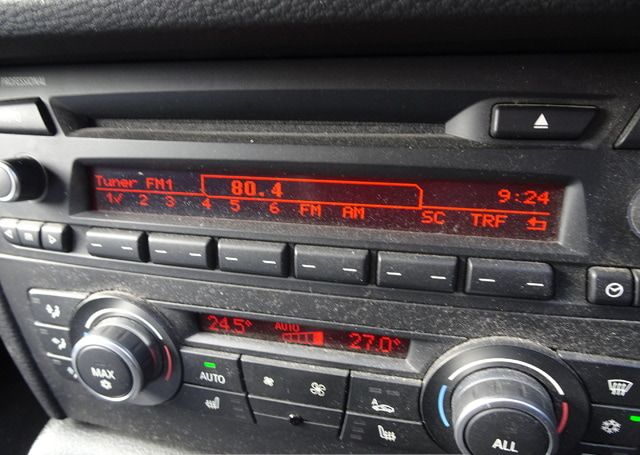 PROFESSIONAL
Tuner FM1 80.4 9:24
1✓ 2 3 4 5 6 FM AM SC TRF
24.5° AUTO 27.0°
MAX AUTO
ALL